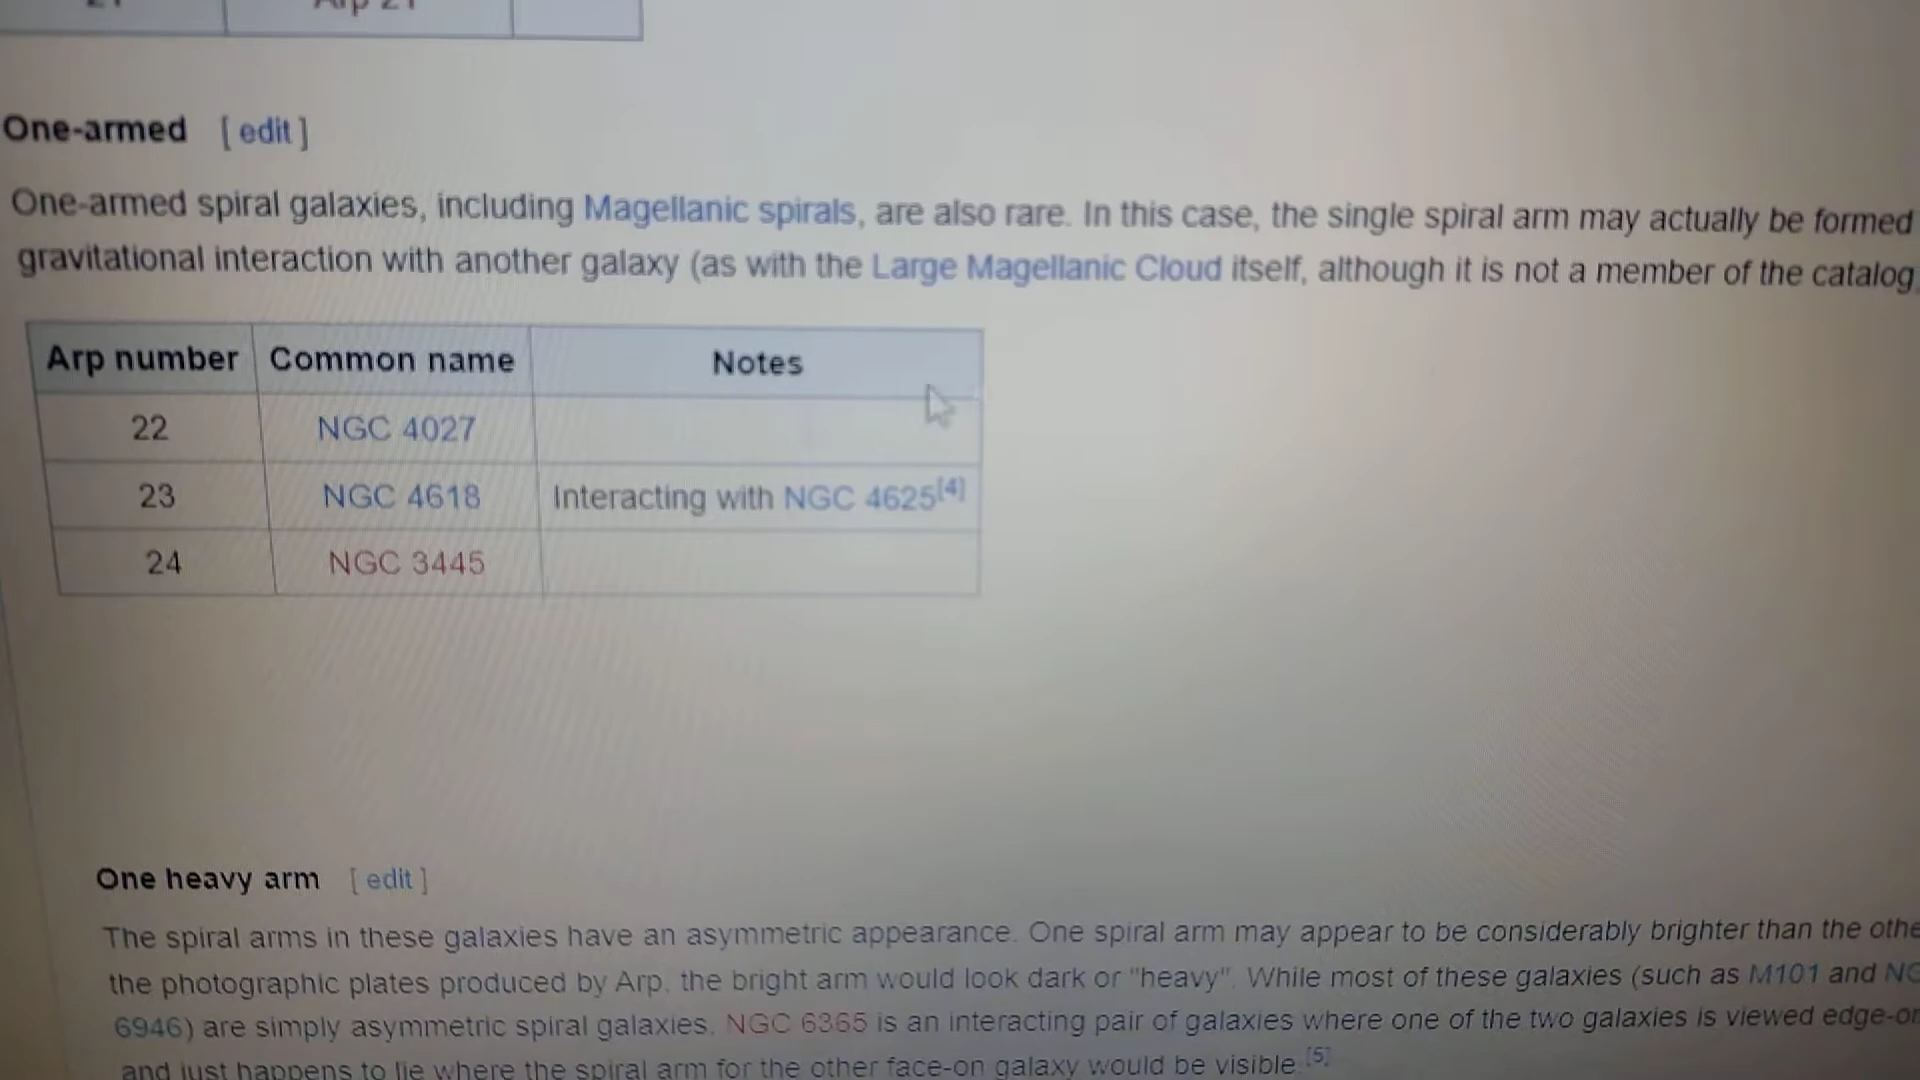 21 Arp 21
One-armed [ edit ]
One-armed spiral galaxies, including Magellanic spirals, are also rare. In this case, the single spiral arm may actually be formed
gravitational interaction with another galaxy (as with the Large Magellanic Cloud itself, although it is not a member of the catalog
Arp number Common name Notes
22 NGC 4027
23 NGC 4618 Interacting with NGC 4625[4]
24 NGC 3445
One heavy arm [ edit ]
The spiral arms in these galaxies have an asymmetric appearance. One spiral arm may appear to be considerably brighter than the othe
the photographic plates produced by Arp, the bright arm would look dark or "heavy". While most of these galaxies (such as M101 and NG
6946) are simply asymmetric spiral galaxies, NGC 6365 is an interacting pair of galaxies where one of the two galaxies is viewed edge-on
and just happens to lie where the spiral arm for the other face-on galaxy would be visible.[5]